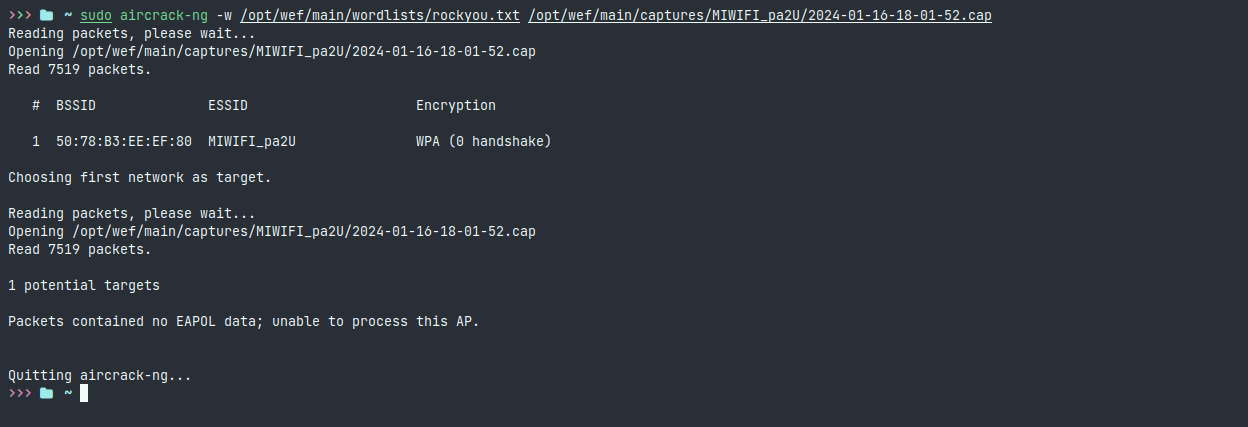 >>> ~ sudo aircrack-ng -w /opt/wef/main/wordlists/rockyou.txt /opt/wef/main/captures/MIWIFI_pa2U/2024-01-16-18-01-52.cap
Reading packets, please wait...
Opening /opt/wef/main/captures/MIWIFI_pa2U/2024-01-16-18-01-52.cap
Read 7519 packets.
# BSSID ESSID Encryption
1 50:78:B3:EE:EF:80 MIWIFI_pa2U WPA (0 handshake)
Choosing first network as target.
Reading packets, please wait...
Opening /opt/wef/main/captures/MIWIFI_pa2U/2024-01-16-18-01-52.cap
Read 7519 packets.
1 potential targets
Packets contained no EAPOL data; unable to process this AP.
Quitting aircrack-ng...
>>> ~